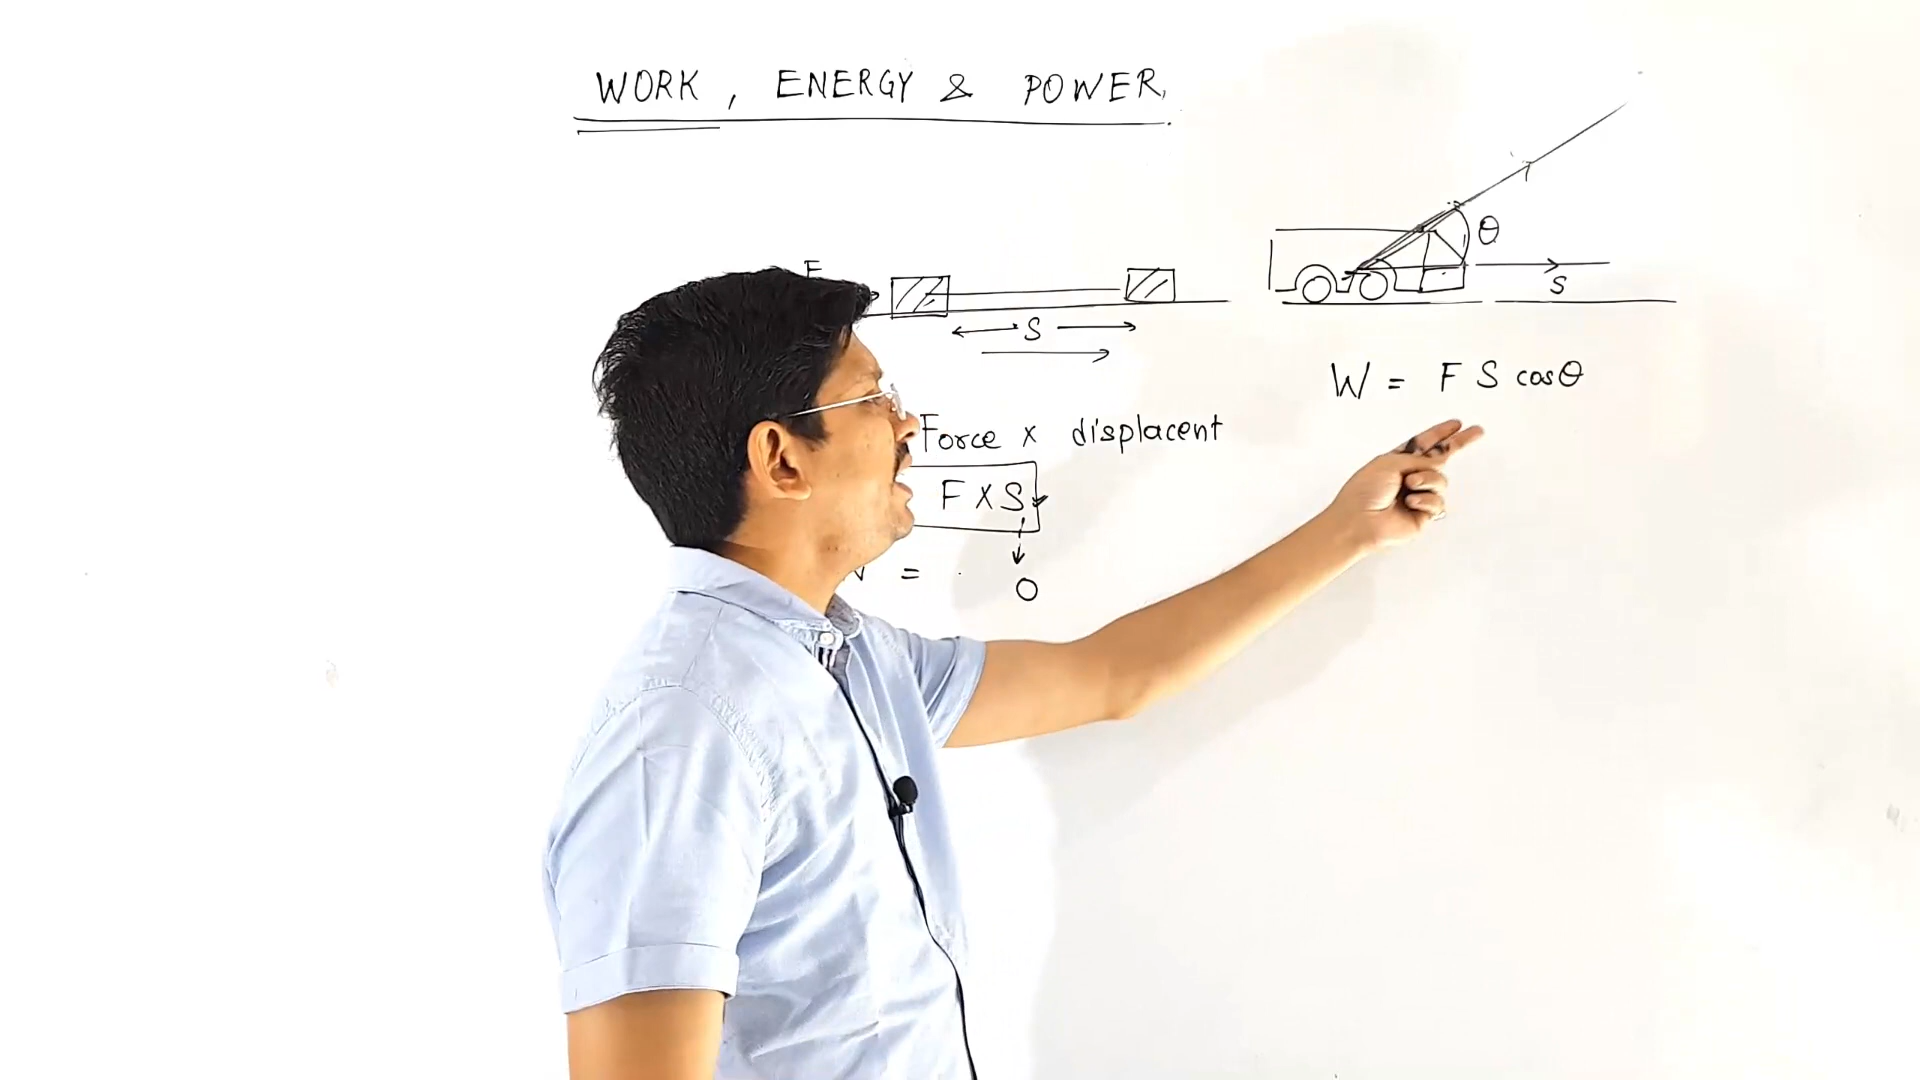 WORK, ENERGY & POWER,
F
S
θ
S
W = F S cosθ
Force x displacent
F X S
= 0